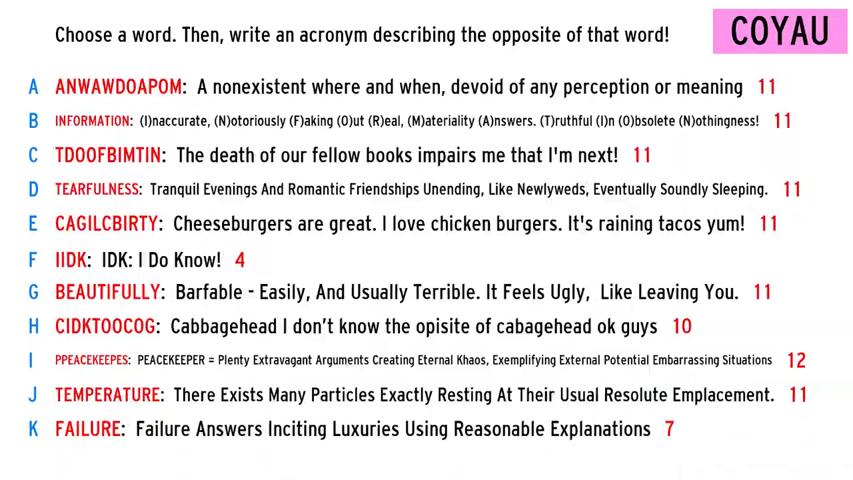 Choose a word. Then, write an acronym describing the opposite of that word!
COYAU
A ANWAWDOAPOM: A nonexistent where and when, devoid of any perception or meaning 11
B INFORMATION: (I)naccurate, (N)otoriously (F)aking (O)ut (R)eal, (M)ateriality (A)nswers. (T)ruthful (I)n (O)bsolete (N)othingness! 11
C TDOOFBIMTIN: The death of our fellow books impairs me that I'm next! 11
D TEARFULNESS: Tranquil Evenings And Romantic Friendships Unending, Like Newlyweds, Eventually Soundly Sleeping. 11
E CAGILCBIRTY: Cheeseburgers are great. I love chicken burgers. It's raining tacos yum! 11
F IIDK: IDK: I Do Know! 4
G BEAUTIFULLY: Barfable - Easily, And Usually Terrible. It Feels Ugly, Like Leaving You. 11
H CIDKTOOCOG: Cabbagehead I don't know the opisite of cabagehead ok guys 10
I PPEACEKEEPES: PEACEKEEPER = Plenty Extravagant Arguments Creating Eternal Khaos, Exemplifying External Potential Embarrassing Situations 12
J TEMPERATURE: There Exists Many Particles Exactly Resting At Their Usual Resolute Emplacement. 11
K FAILURE: Failure Answers Inciting Luxuries Using Reasonable Explanations 7